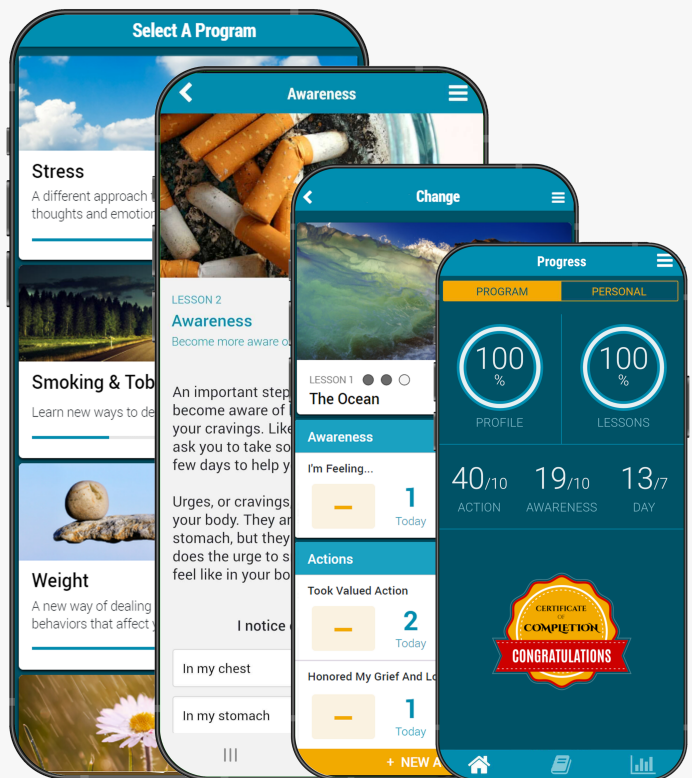 Select A Program
Stress
A different approach
thoughts and emotion
Smoking & Tob
Learn new ways to de
Weight
A new way of dealing
behaviors that affect
Awareness
LESSON 2
Awareness
Become more aware o
An important step
become aware of
your cravings. Like
ask you to take so
few days to help y
Urges, or cravings,
your body. They ar
stomach, but they
does the urge to s
feel like in your bo
I notice
In my chest
In my stomach
Change
LESSON 1
The Ocean
Awareness
I'm Feeling...
1
Today
Actions
Took Valued Action
2
Today
Honored My Grief And Lo
1
Today
+ NEW A
Progress
PROGRAM PERSONAL
100 100
% %
PROFILE LESSONS
40/10 19/10 13/7
ACTION AWARENESS DAY
CERTIFICATE
OF
COMPLETION
CONGRATULATIONS